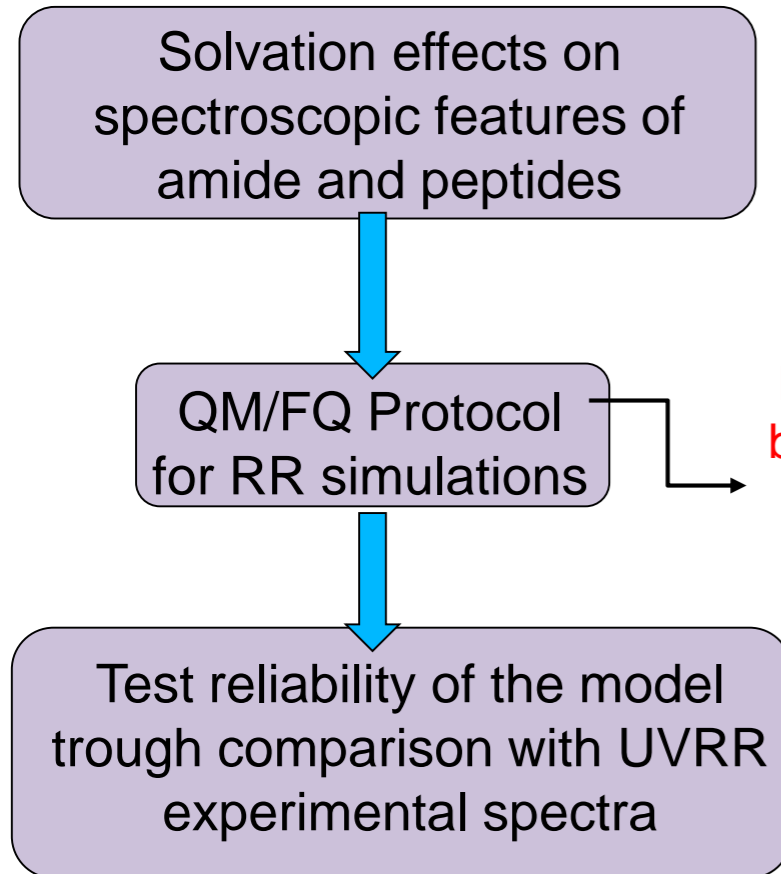 Solvation effects on
spectroscopic features of
amide and peptides
QM/FQ Protocol
for RR simulations
Test reliability of the model
trough comparison with UVRR
experimental spectra